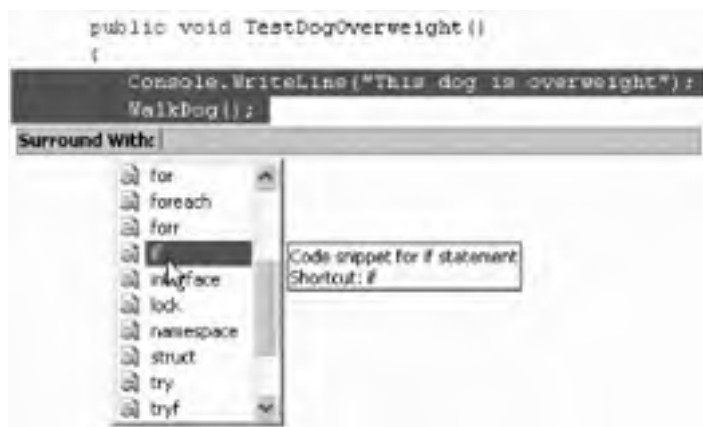 public void TestDogOverweight()
{
Console.WriteLine("This dog is overweight");
WalkDog();
Surround With:
for
foreach
forr
if
interface
lock
namespace
struct
try
tryf
Code snippet for if statement
Shortcut: if